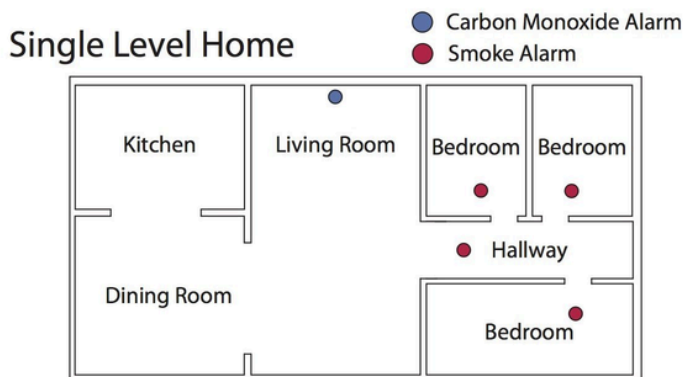 Carbon Monoxide Alarm
Single Level Home
Smoke Alarm
Kitchen
Living Room
Bedroom
Bedroom
Hallway
Dining Room
Bedroom